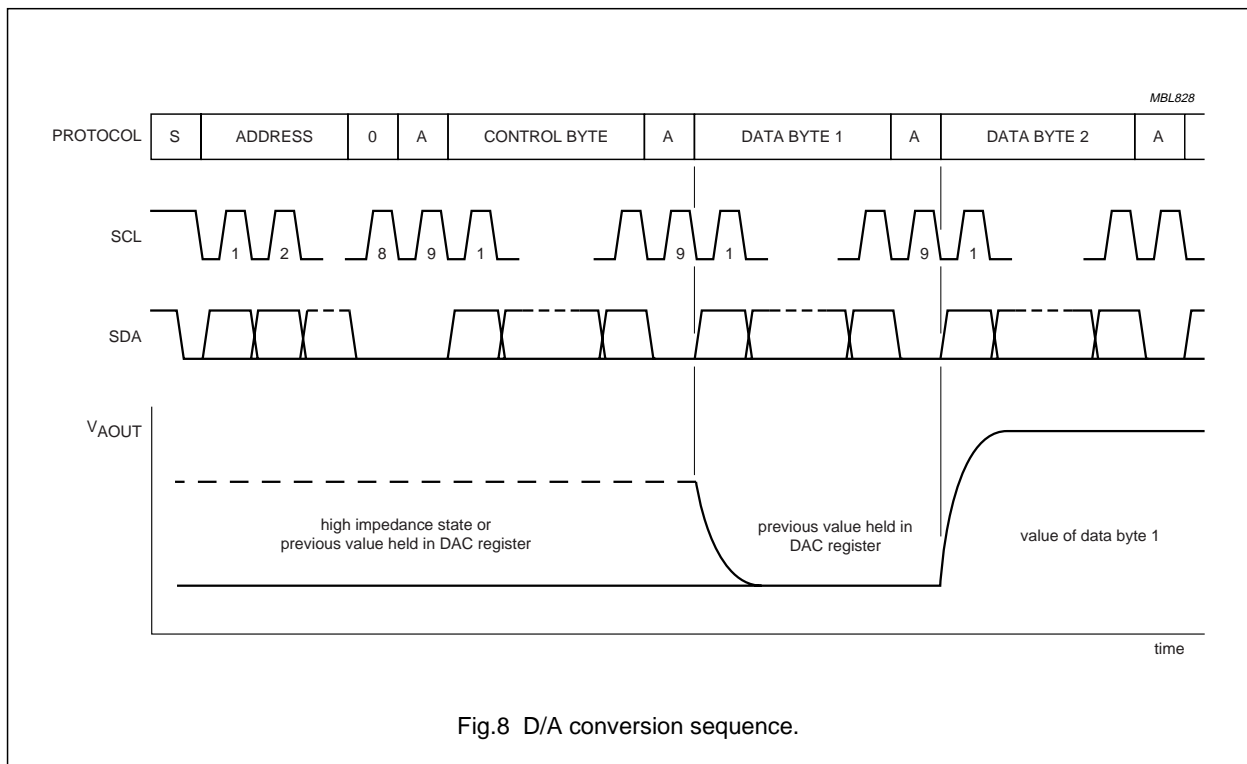 MBL828
PROTOCOL S ADDRESS 0 A CONTROL BYTE A DATA BYTE 1 A DATA BYTE 2 A
SCL
1 2 8 9 1 9 1 9 1
SDA
VAOUT
high impedance state or
previous value held in DAC register
previous value held in
DAC register
value of data byte 1
time
Fig.8 D/A conversion sequence.